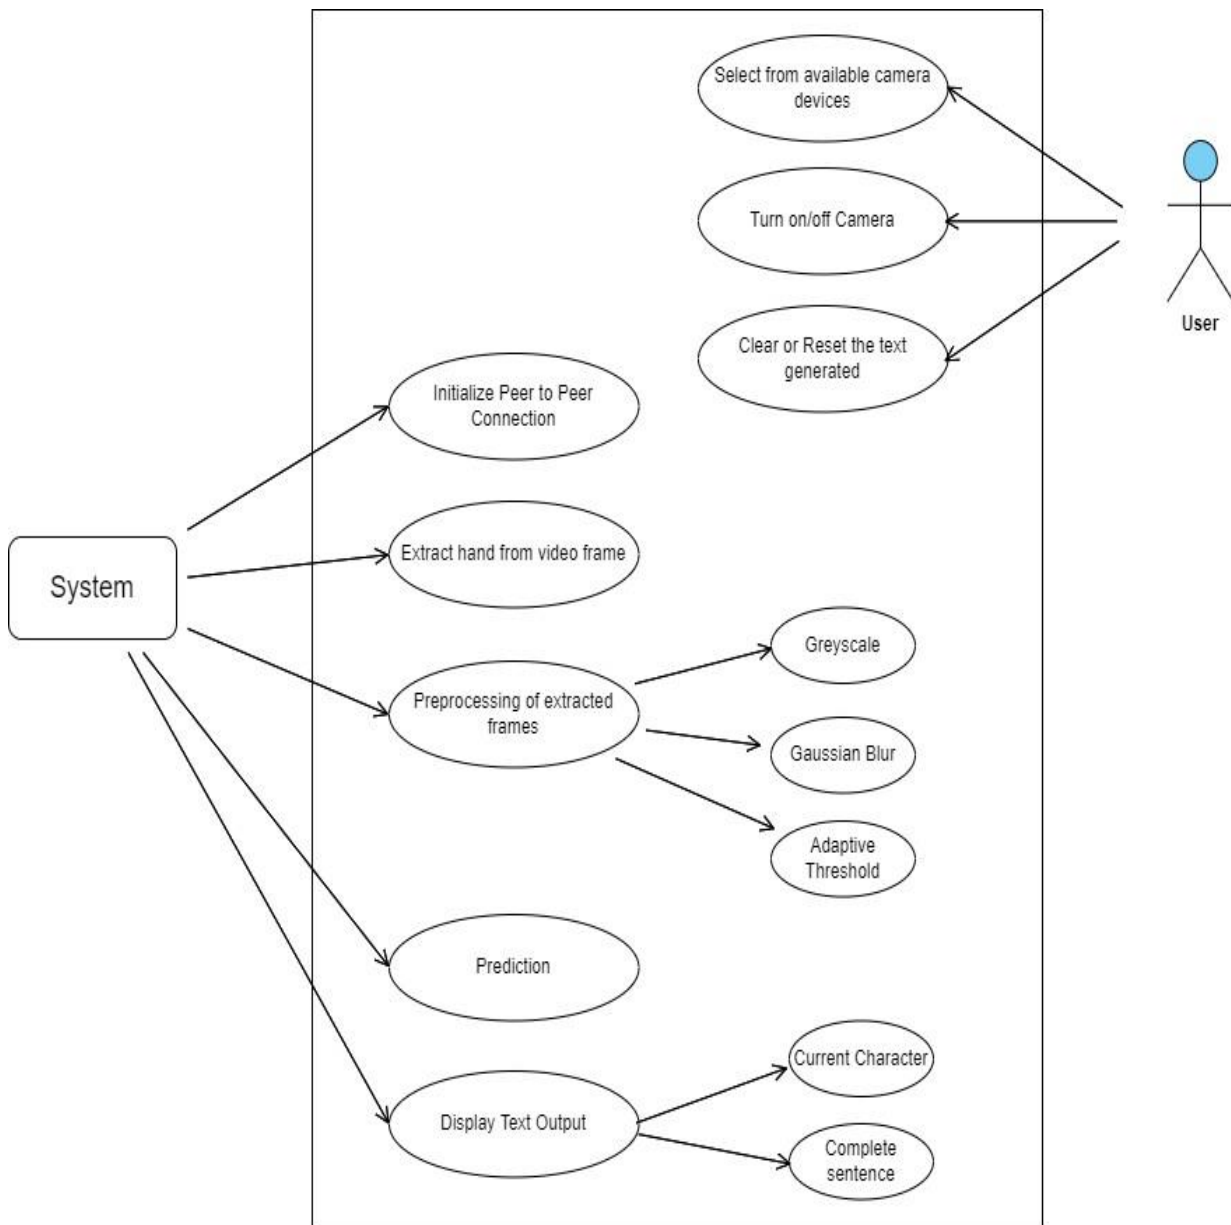 Select from available camera
devices
Turn on/off Camera
User
Clear or Reset the text
generated
Initialize Peer to Peer
Connection
Extract hand from video frame
System
Greyscale
Preprocessing of extracted
frames
Gaussian Blur
Adaptive
Threshold
Prediction
Current Character
Display Text Output
Complete
sentence